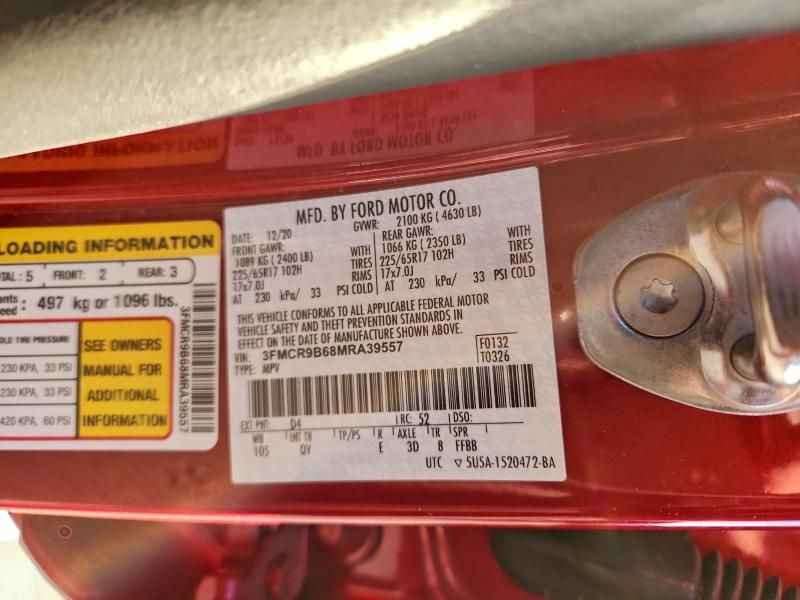 LOADING INFORMATION
OTAL: 5 FRONT: 2 REAR: 3
497 kg or 1096 lbs.
OLD TIRE PRESSURE
230 KPA, 33 PSI
230 KPA, 33 PSI
420 KPA, 60 PSI
SEE OWNERS
MANUAL FOR
ADDITIONAL
INFORMATION
3FMCR9B68MRA39557
MFD. BY FORD MOTOR CO.
DATE: 12/20 GVWR: 2100 KG ( 4630 LB)
FRONT GAWR: REAR GAWR:
1089 KG ( 2400 LB) WITH 1066 KG ( 2350 LB) WITH
225/65R17 102H TIRES 225/65R17 102H TIRES
17x7.0J RIMS 17x7.0J RIMS
AT 230 kPa/ 33 PSI COLD AT 230 kPa/ 33 PSI COLD
THIS VEHICLE CONFORMS TO ALL APPLICABLE FEDERAL MOTOR
VEHICLE SAFETY AND THEFT PREVENTION STANDARDS IN
EFFECT ON THE DATE OF MANUFACTURE SHOWN ABOVE.
VIN: 3FMCR9B68MRA39557 F0132
TYPE: MPV T0326
EXT PNT: D4 RC: 52 DSO:
WB INT TR TP/PS R AXLE TR SPR
105 QV E 3D 8 FFBB
UTC ▽ 5U5A-1520472-BA